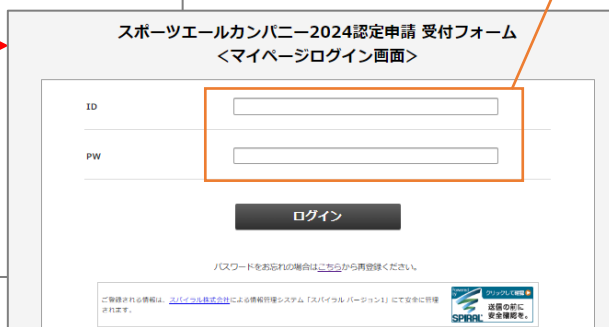 スポーツエールカンパニー2024認定申請 受付フォーム
＜マイページログイン画面＞
ID
PW
ログイン
パスワードをお忘れの場合はこちらから再登録ください。
ご登録される情報は、スパイラル株式会社による情報管理システム「スパイラル バージョン1」にて安全に管理
されます。
Powered by
クリックして確認
送信の前に
安全確認を。
SPIRAL